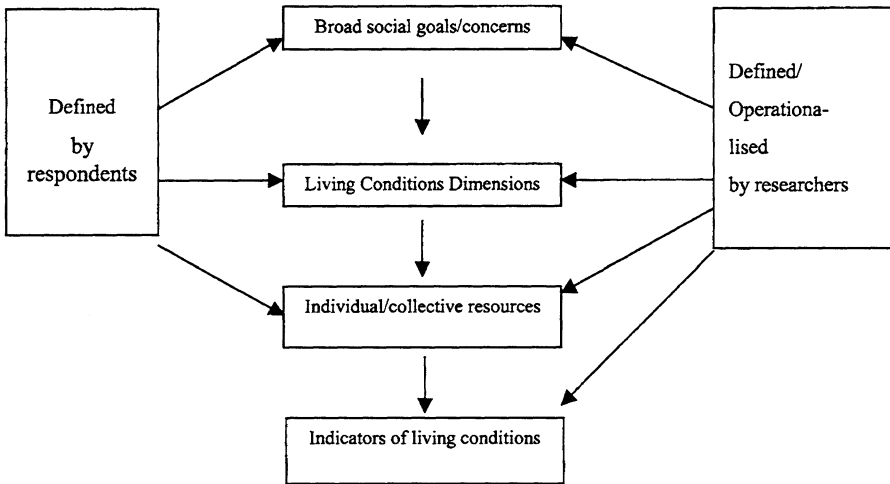 Broad social goals/concerns
Defined
by
respondents
Defined/
Operationa-
lised
by researchers
Living Conditions Dimensions
Individual/collective resources
Indicators of living conditions